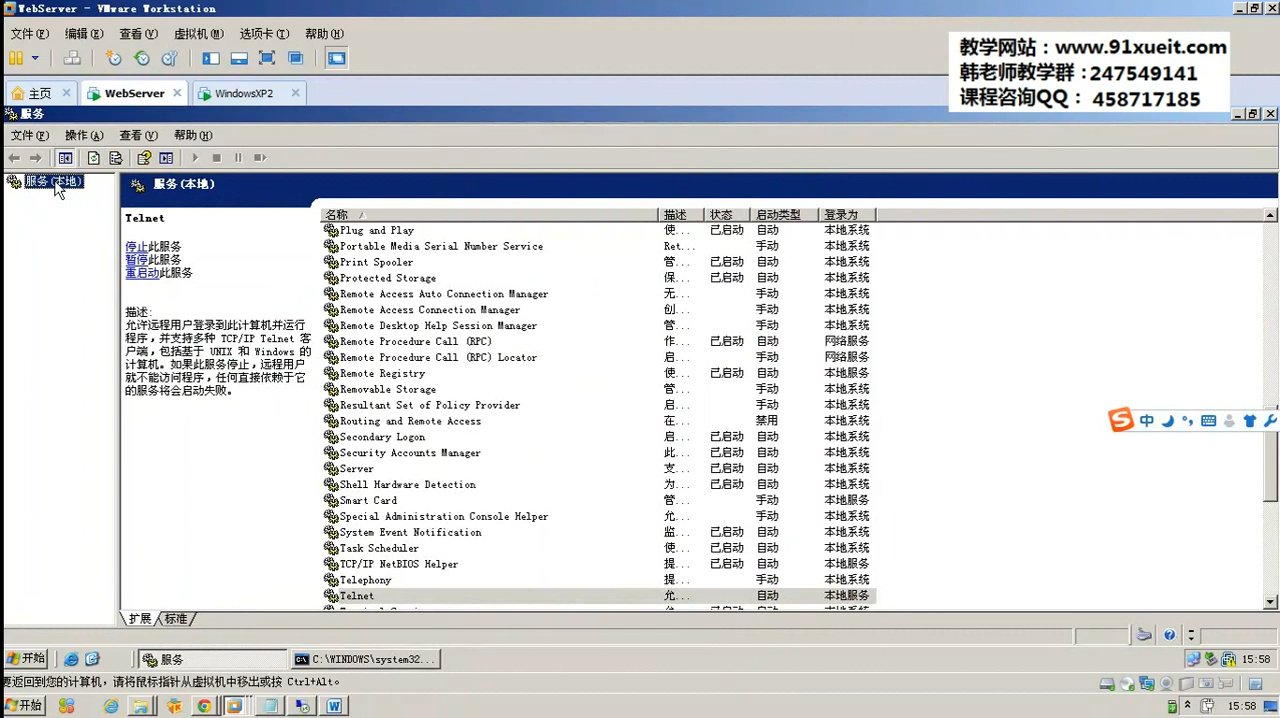 WebServer - VMware Workstation
文件(F) 编辑(E) 查看(V) 虚拟机(M) 选项卡(T) 帮助(H)
教学网站：www.91xueit.com
韩老师教学群：247549141
课程咨询QQ： 458717185
主页 WebServer WindowsXP2
服务
文件(F) 操作(A) 查看(V) 帮助(H)
服务(本地)
服务(本地)
Telnet
停止此服务
暂停此服务
重启动此服务
描述:
允许远程用户登录到此计算机并运行
程序，并支持多种 TCP/IP Telnet 客
户端，包括基于 UNIX 和 Windows 的
计算机。如果此服务停止，远程用户
就不能访问程序，任何直接依赖于它
的服务将会启动失败。
名称 描述 状态 启动类型 登录为
Plug and Play 使... 已启动 自动 本地系统
Portable Media Serial Number Service Ret... 手动 本地系统
Print Spooler 管... 已启动 自动 本地系统
Protected Storage 保... 已启动 自动 本地系统
Remote Access Auto Connection Manager 无... 手动 本地系统
Remote Access Connection Manager 创... 手动 本地系统
Remote Desktop Help Session Manager 管... 手动 本地系统
Remote Procedure Call (RPC) 作... 已启动 自动 网络服务
Remote Procedure Call (RPC) Locator 启... 手动 网络服务
Remote Registry 使... 已启动 自动 本地服务
Removable Storage 管... 手动 本地系统
Resultant Set of Policy Provider 启... 手动 本地系统
Routing and Remote Access 在... 禁用 本地系统
Secondary Logon 启... 已启动 自动 本地系统
Security Accounts Manager 此... 已启动 自动 本地系统
Server 支... 已启动 自动 本地系统
Shell Hardware Detection 为... 已启动 自动 本地系统
Smart Card 管... 手动 本地服务
Special Administration Console Helper 允... 手动 本地系统
System Event Notification 监... 已启动 自动 本地系统
Task Scheduler 使... 已启动 自动 本地系统
TCP/IP NetBIOS Helper 提... 已启动 自动 本地服务
Telephony 提... 手动 本地系统
Telnet 允... 自动 本地服务
中
扩展 标准
开始 服务 C:\WINDOWS\system32... 15:58
要返回到您的计算机，请将鼠标指针从虚拟机中移出或按 Ctrl+Alt。
开始 15:58